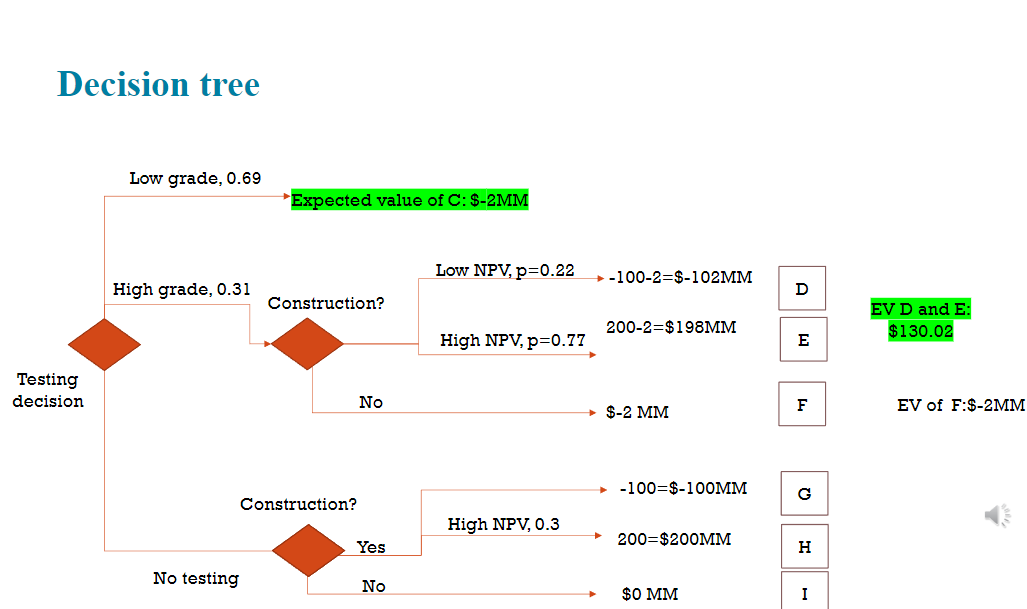 Decision tree
Low grade, 0.69
Expected value of C: $-2MM
High grade, 0.31
Construction?
Low NPV, p=0.22
-100-2=$-102MM
D
High NPV, p=0.77
200-2=$198MM
E
EV D and E:
$130.02
Testing
decision
No
$-2 MM
F
EV of F:$-2MM
Construction?
-100=$-100MM
G
High NPV, 0.3
Yes
200=$200MM
H
No testing
No
$0 MM
I